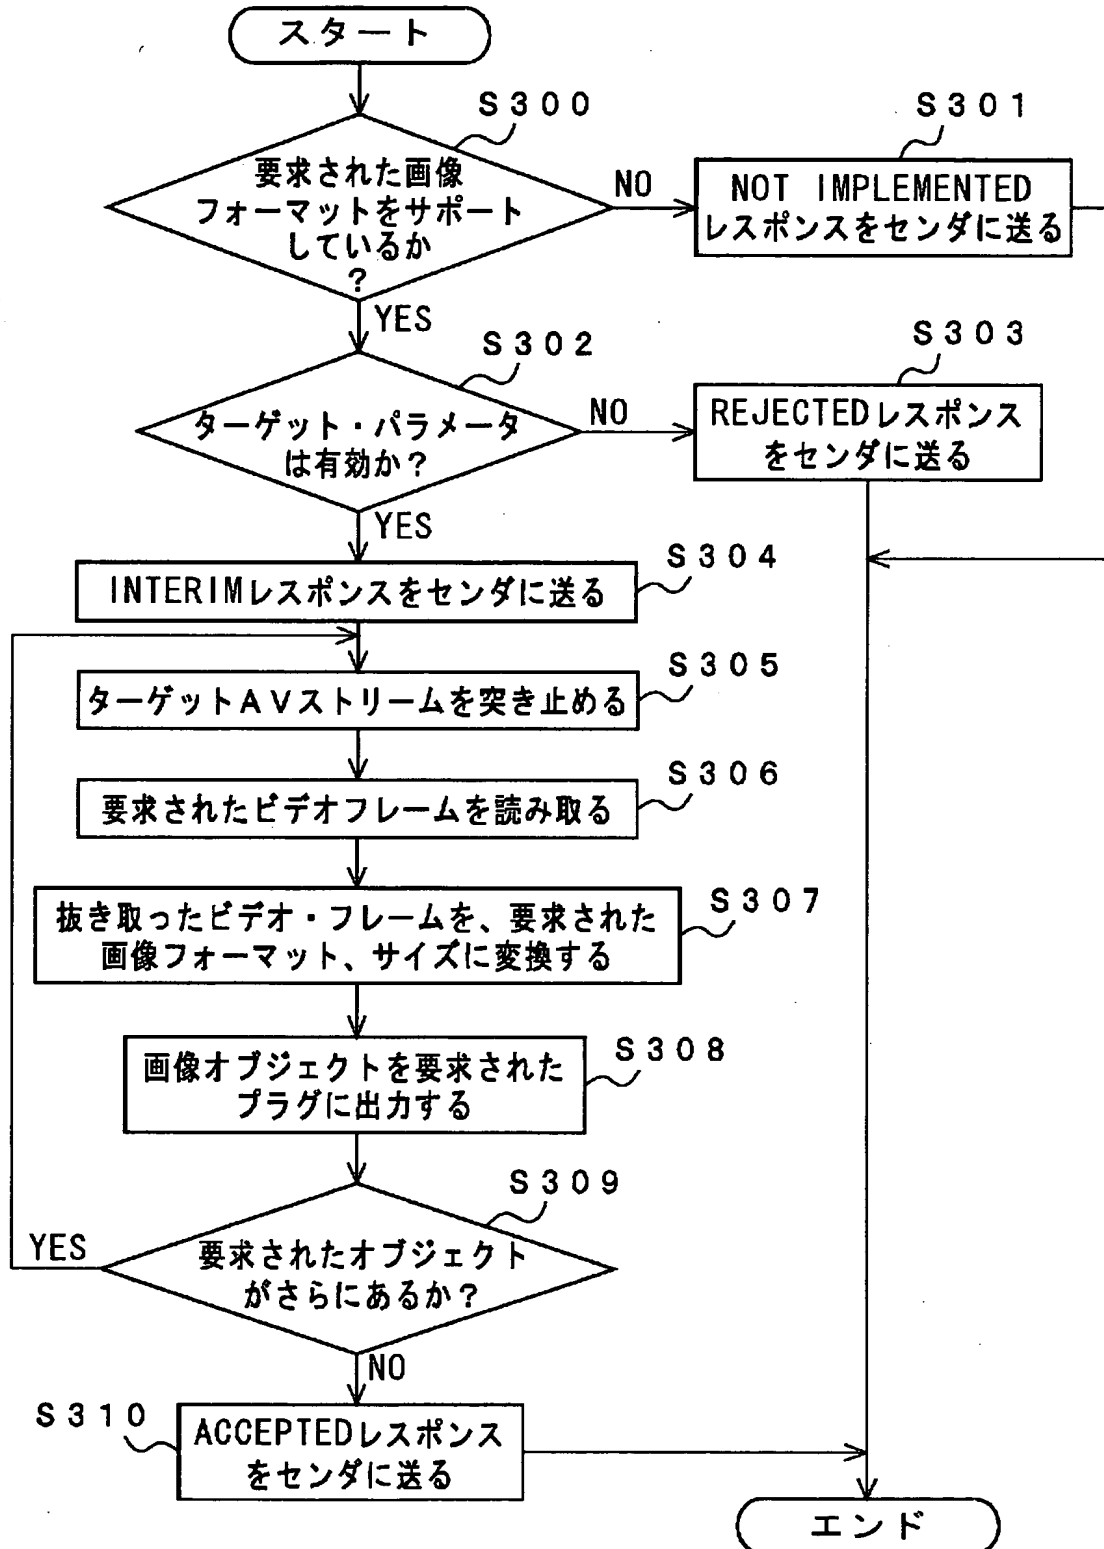 スタート
S300
要求された画像
フォーマットをサポート
しているか
?
NO
S301
NOT IMPLEMENTED
レスポンスをセンダに送る
YES
S302
ターゲット・パラメータ
は有効か?
NO
S303
REJECTEDレスポンス
をセンダに送る
YES
S304
INTERIMレスポンスをセンダに送る
S305
ターゲットAVストリームを突き止める
S306
要求されたビデオフレームを読み取る
S307
抜き取ったビデオ・フレームを、要求された
画像フォーマット、サイズに変換する
S308
画像オブジェクトを要求された
プラグに出力する
S309
YES
要求されたオブジェクト
がさらにあるか?
NO
S310
ACCEPTEDレスポンス
をセンダに送る
エンド